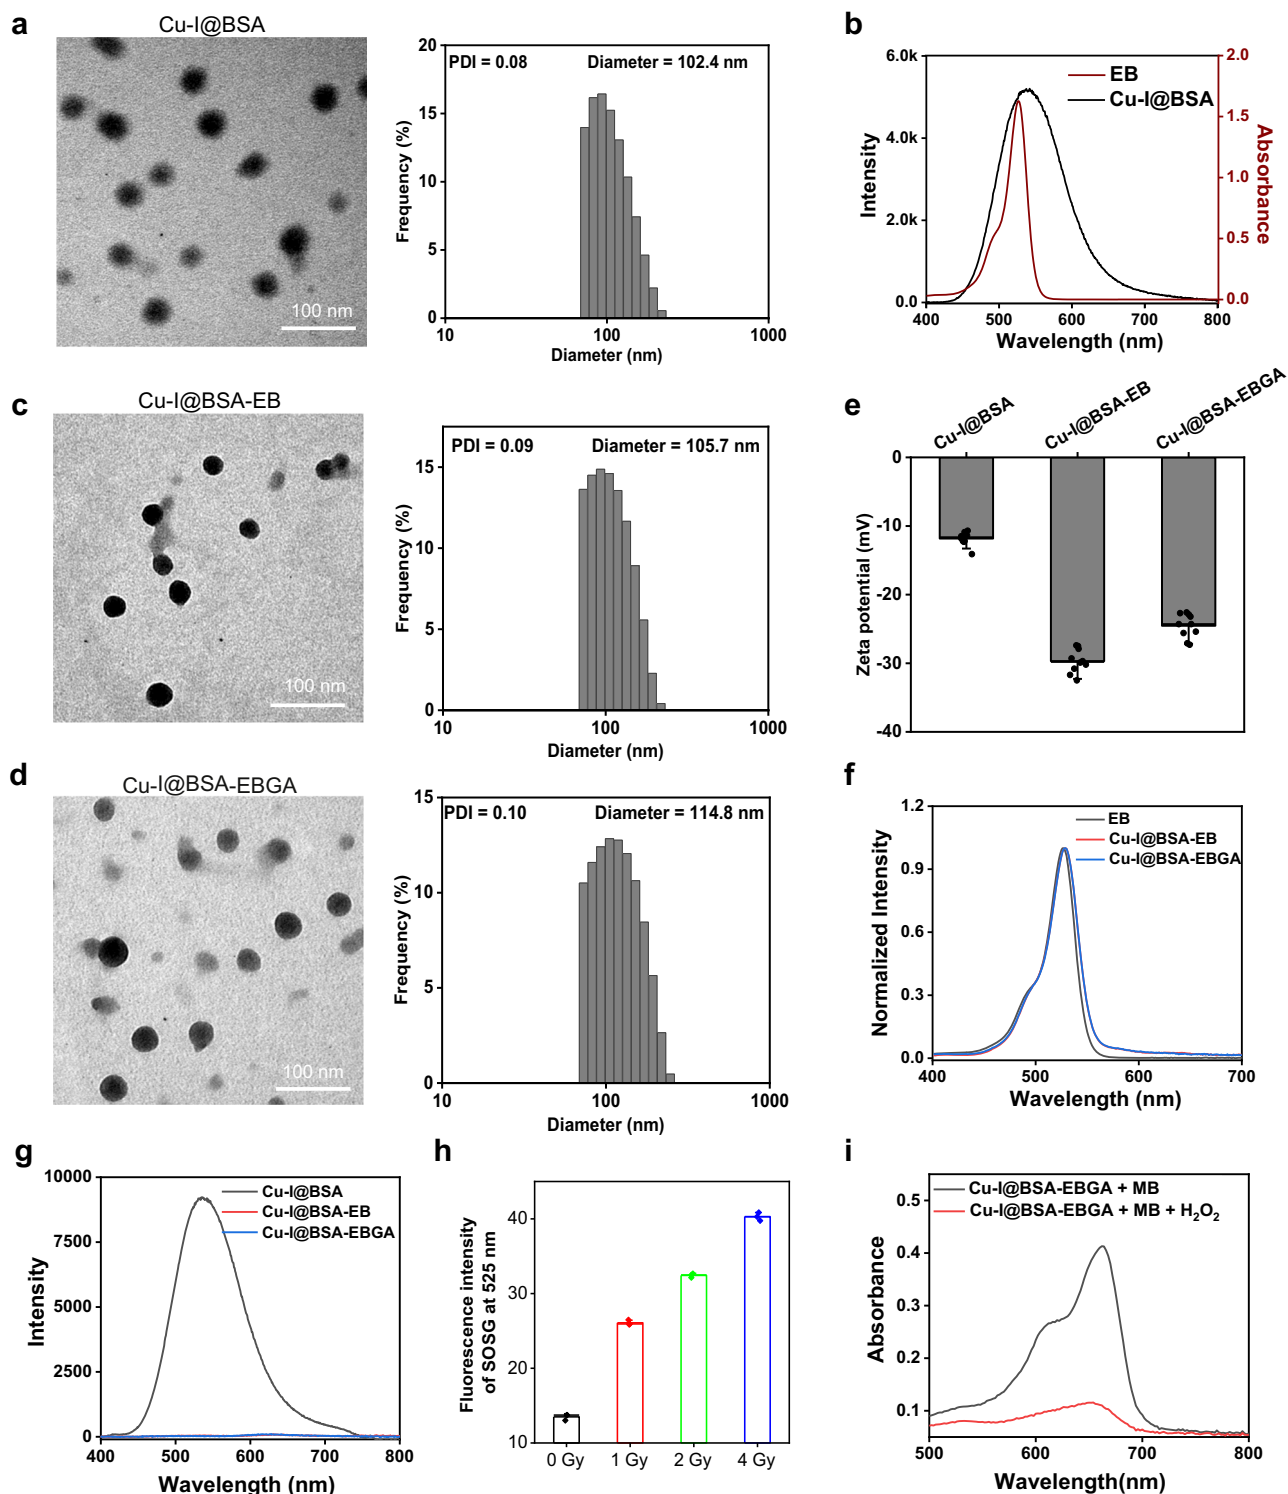 a
Cu-I@BSA
100 nm
PDI = 0.08
Diameter = 102.4 nm
Frequency (%)
20
15
10
5
0
10
100
1000
Diameter (nm)
b
EB
Cu-I@BSA
Intensity
6.0k
4.0k
2.0k
0.0
Absorbance
2.0
1.5
1.0
0.5
0.0
400
500
600
700
800
Wavelength (nm)
c
Cu-I@BSA-EB
100 nm
PDI = 0.09
Diameter = 105.7 nm
Frequency (%)
15
10
5
0
10
100
1000
Diameter (nm)
e
Cu-I@BSA
Cu-I@BSA-EB
Cu-I@BSA-EBGA
Zeta potential (mV)
0
-10
-20
-30
-40
d
Cu-I@BSA-EBGA
100 nm
PDI = 0.10
Diameter = 114.8 nm
Frequency (%)
15
10
5
0
10
100
1000
Diameter (nm)
f
EB
Cu-I@BSA-EB
Cu-I@BSA-EBGA
Normalized Intensity
1.2
0.9
0.6
0.3
0.0
400
500
600
700
Wavelength (nm)
g
Cu-I@BSA
Cu-I@BSA-EB
Cu-I@BSA-EBGA
Intensity
10000
7500
5000
2500
0
400
500
600
700
800
Wavelength (nm)
h
Fluorescence intensity
of SOSG at 525 nm
40
30
20
10
0 Gy
1 Gy
2 Gy
4 Gy
i
Cu-I@BSA-EBGA + MB
Cu-I@BSA-EBGA + MB + H₂O₂
Absorbance
0.5
0.4
0.3
0.2
0.1
500
600
700
800
Wavelength(nm)